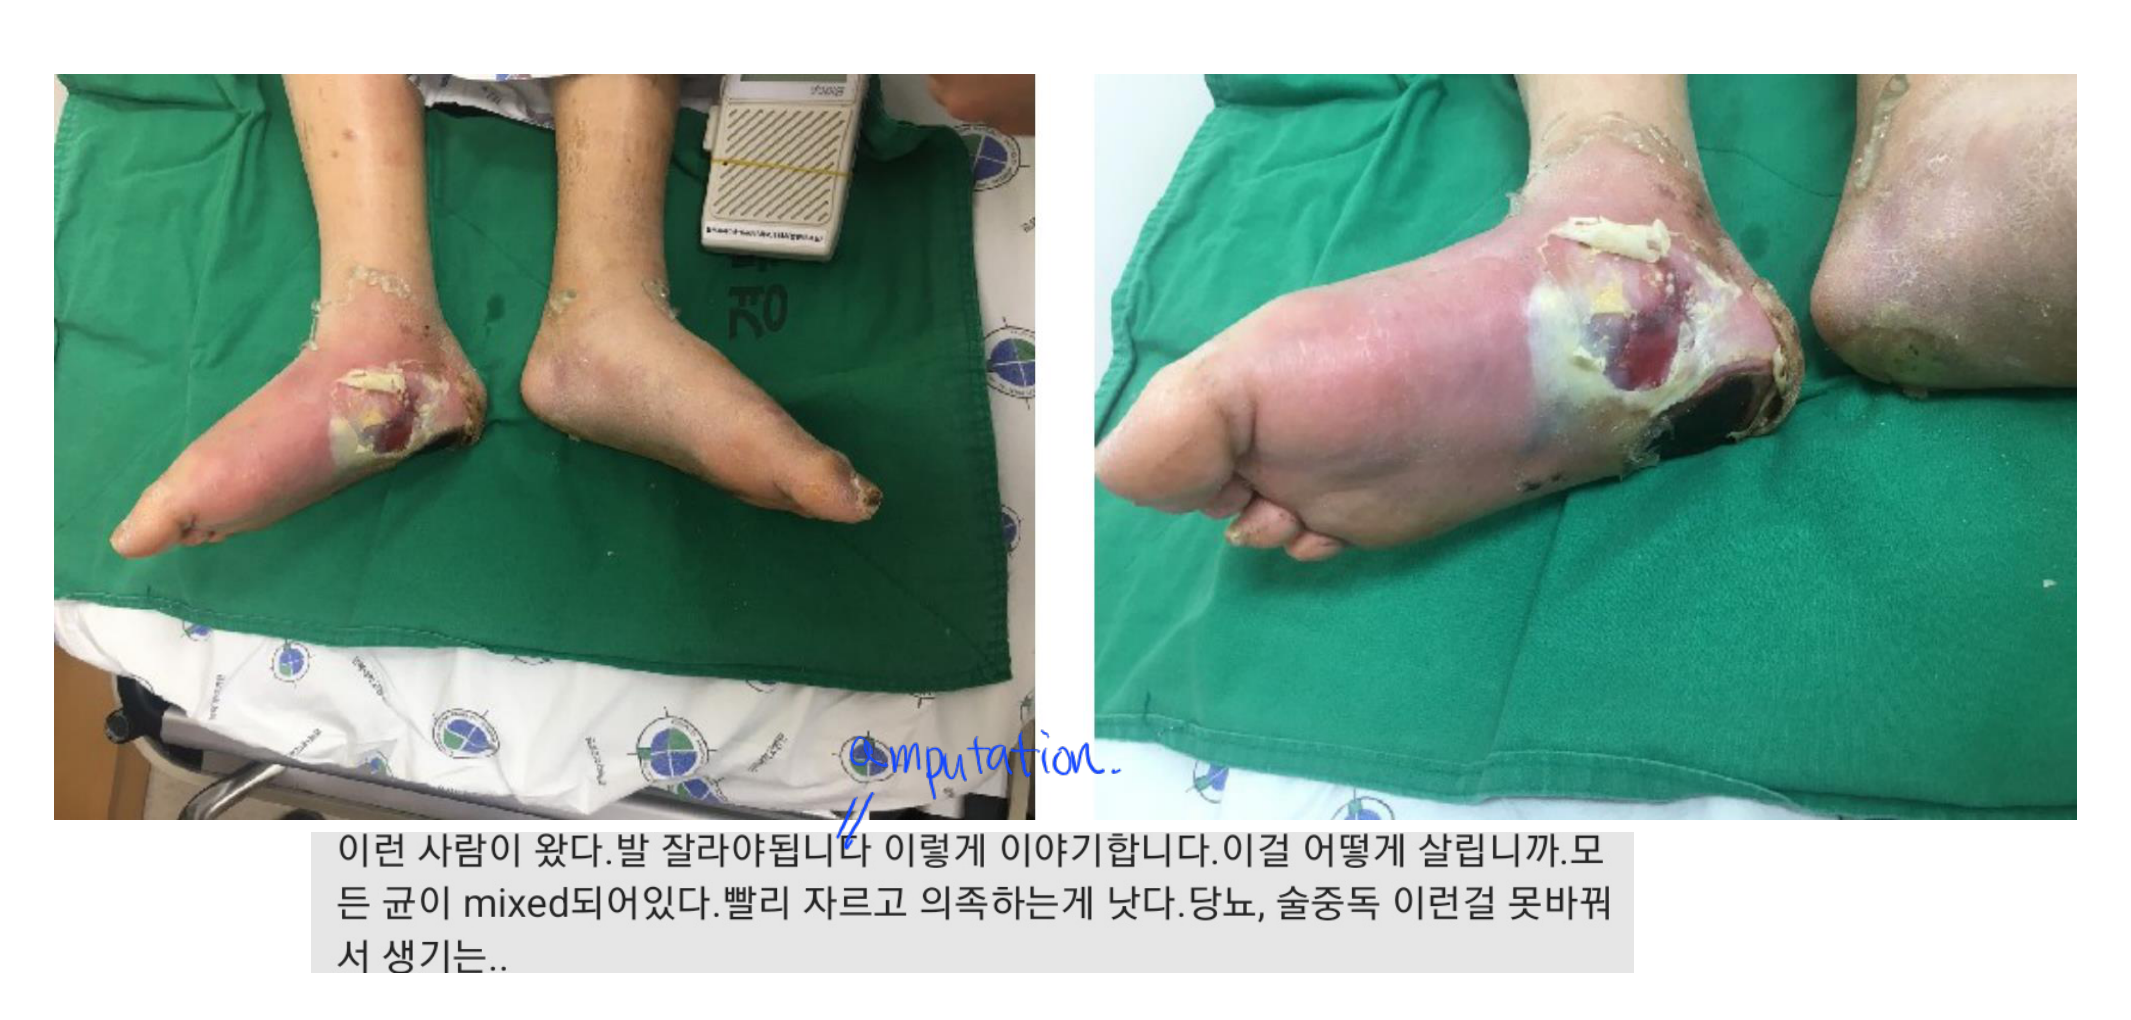 amputation.
이런 사람이 왔다.발 잘라야됩니다 이렇게 이야기합니다.이걸 어떻게 살립니까.모
든 균이 mixed되어있다.빨리 자르고 의족하는게 낫다.당뇨, 술중독 이런걸 못바꿔
서 생기는..